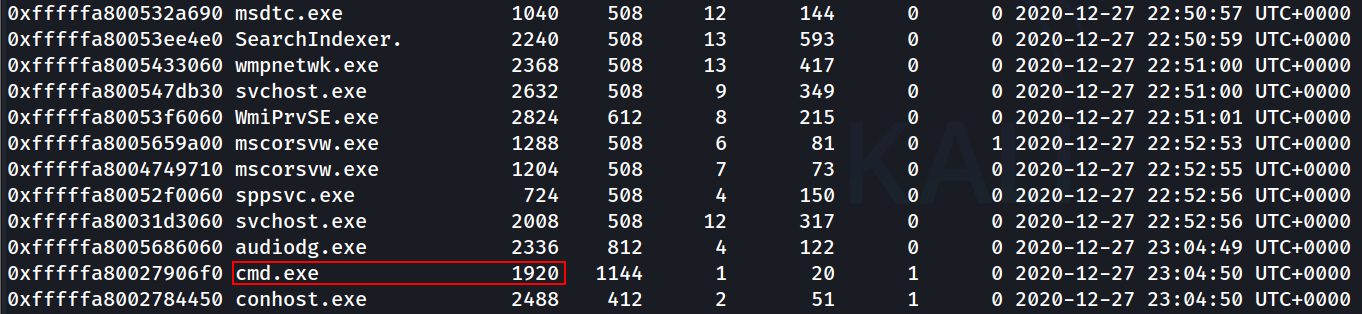 0xfffffa800532a690 msdtc.exe 1040 508 12 144 0 0 2020-12-27 22:50:57 UTC+0000
0xfffffa80053ee4e0 SearchIndexer. 2240 508 13 593 0 0 2020-12-27 22:50:59 UTC+0000
0xfffffa8005433060 wmpnetwk.exe 2368 508 13 417 0 0 2020-12-27 22:51:00 UTC+0000
0xfffffa800547db30 svchost.exe 2632 508 9 349 0 0 2020-12-27 22:51:00 UTC+0000
0xfffffa80053f6060 WmiPrvSE.exe 2824 612 8 215 0 0 2020-12-27 22:51:01 UTC+0000
0xfffffa8005659a00 mscorsvw.exe 1288 508 6 81 0 1 2020-12-27 22:52:53 UTC+0000
0xfffffa8004749710 mscorsvw.exe 1204 508 7 73 0 0 2020-12-27 22:52:55 UTC+0000
0xfffffa80052f0060 sppsvc.exe 724 508 4 150 0 0 2020-12-27 22:52:56 UTC+0000
0xfffffa80031d3060 svchost.exe 2008 508 12 317 0 0 2020-12-27 22:52:56 UTC+0000
0xfffffa8005686060 audiodg.exe 2336 812 4 122 0 0 2020-12-27 23:04:49 UTC+0000
0xfffffa80027906f0 cmd.exe 1920 1144 1 20 1 0 2020-12-27 23:04:50 UTC+0000
0xfffffa8002784450 conhost.exe 2488 412 2 51 1 0 2020-12-27 23:04:50 UTC+0000